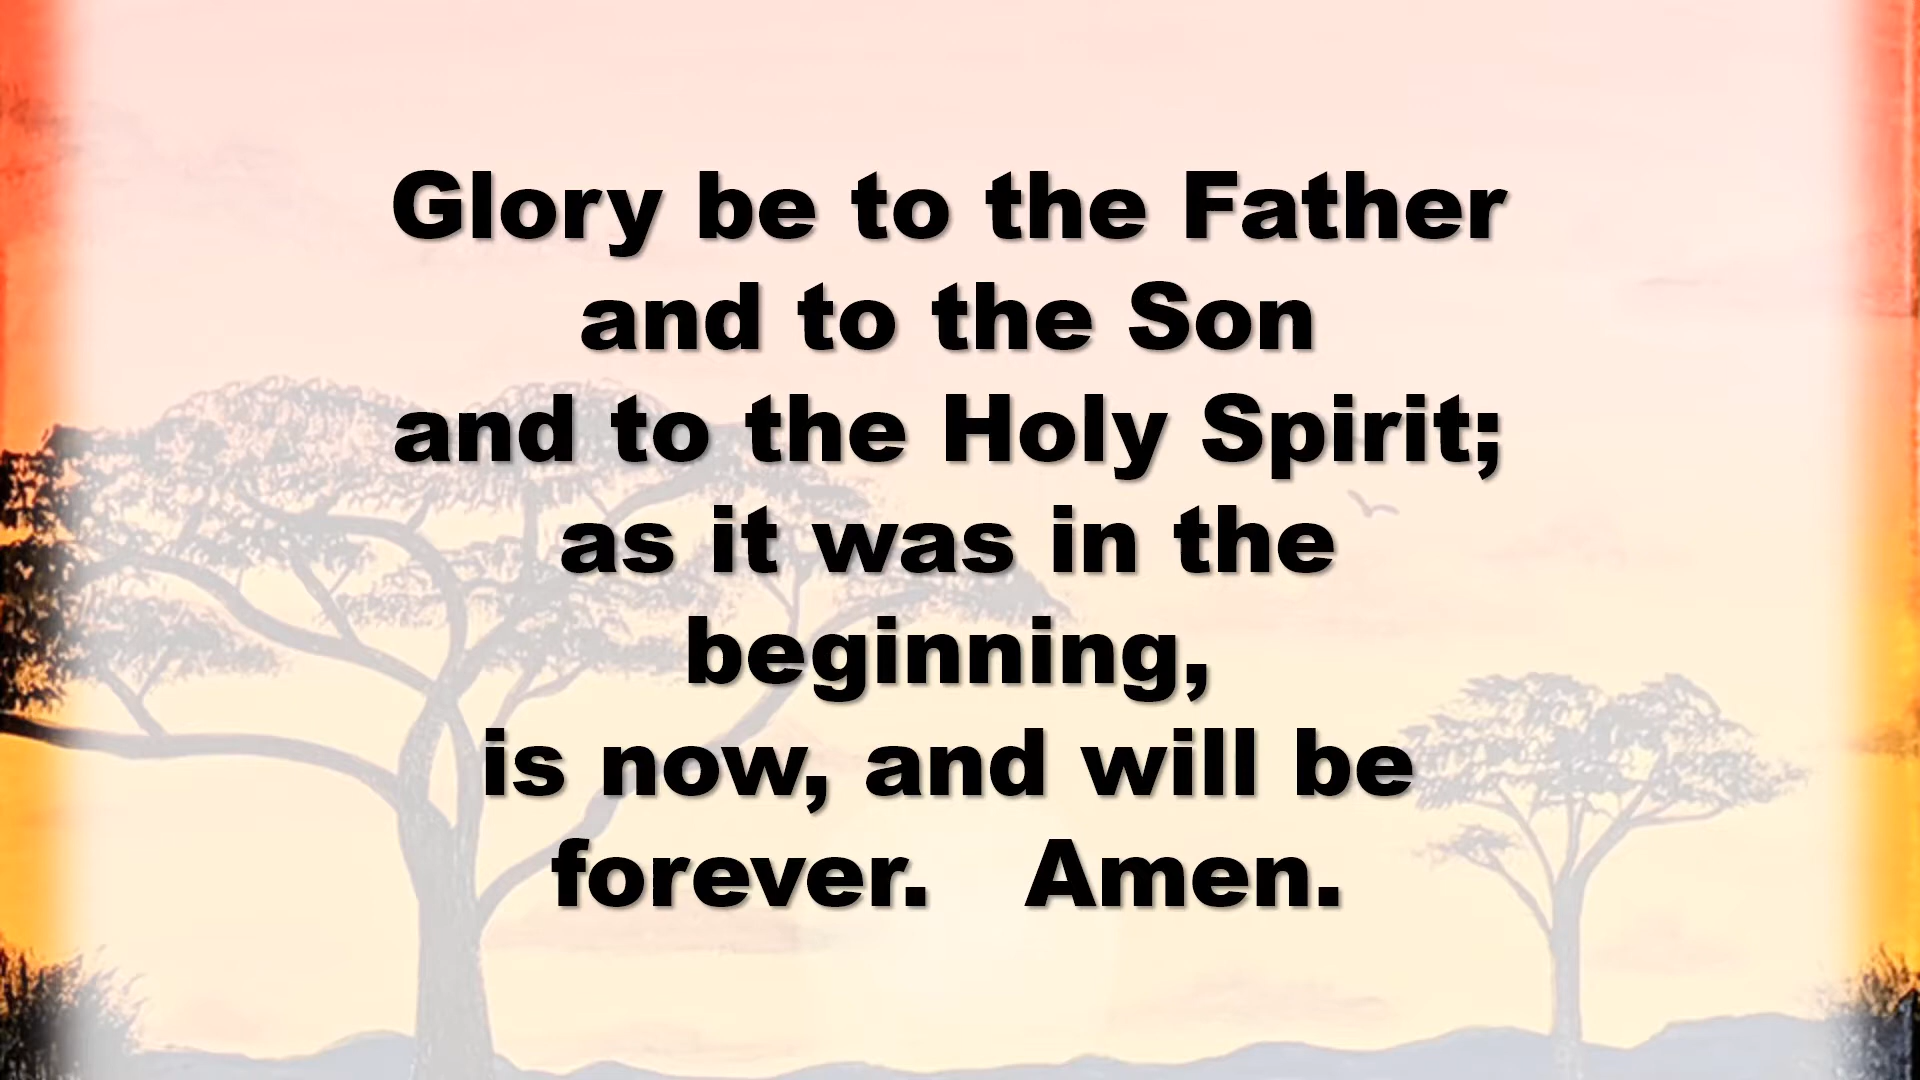 Glory be to the Father
and to the Son
and to the Holy Spirit;
as it was in the
beginning,
is now, and will be
forever.   Amen.